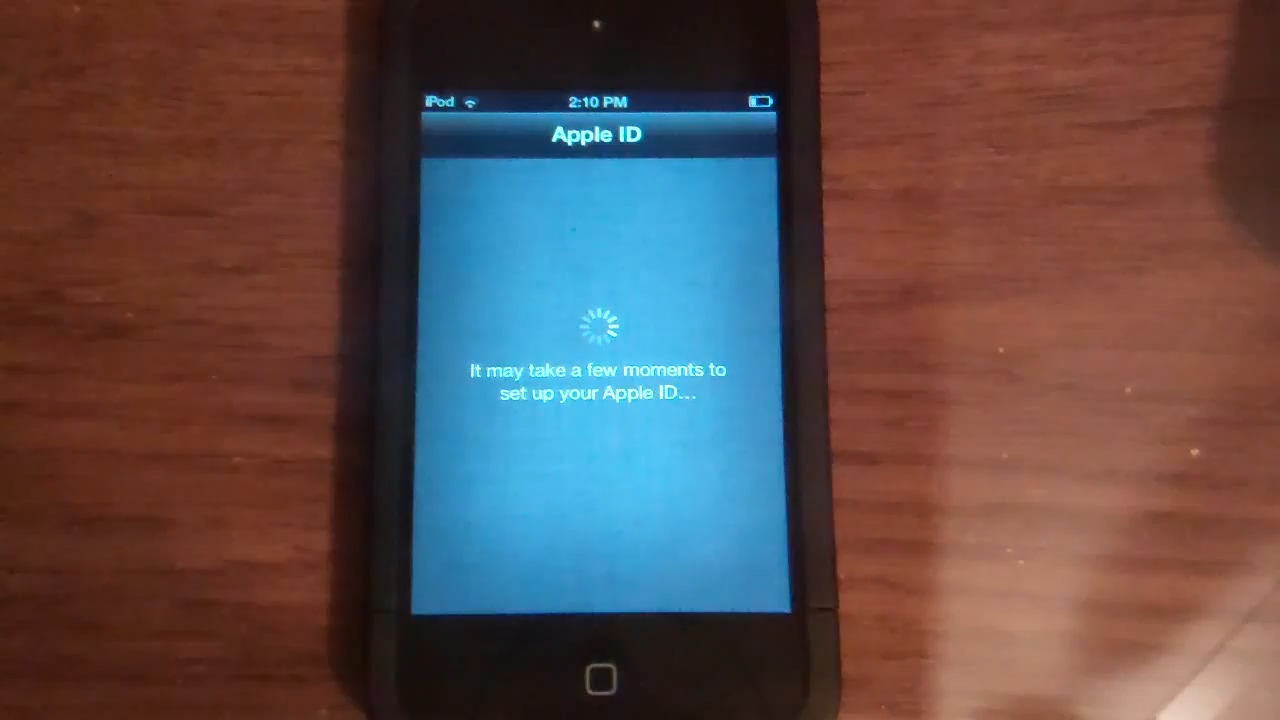 iPod 2:10 PM
Apple ID
It may take a few moments to
set up your Apple ID...